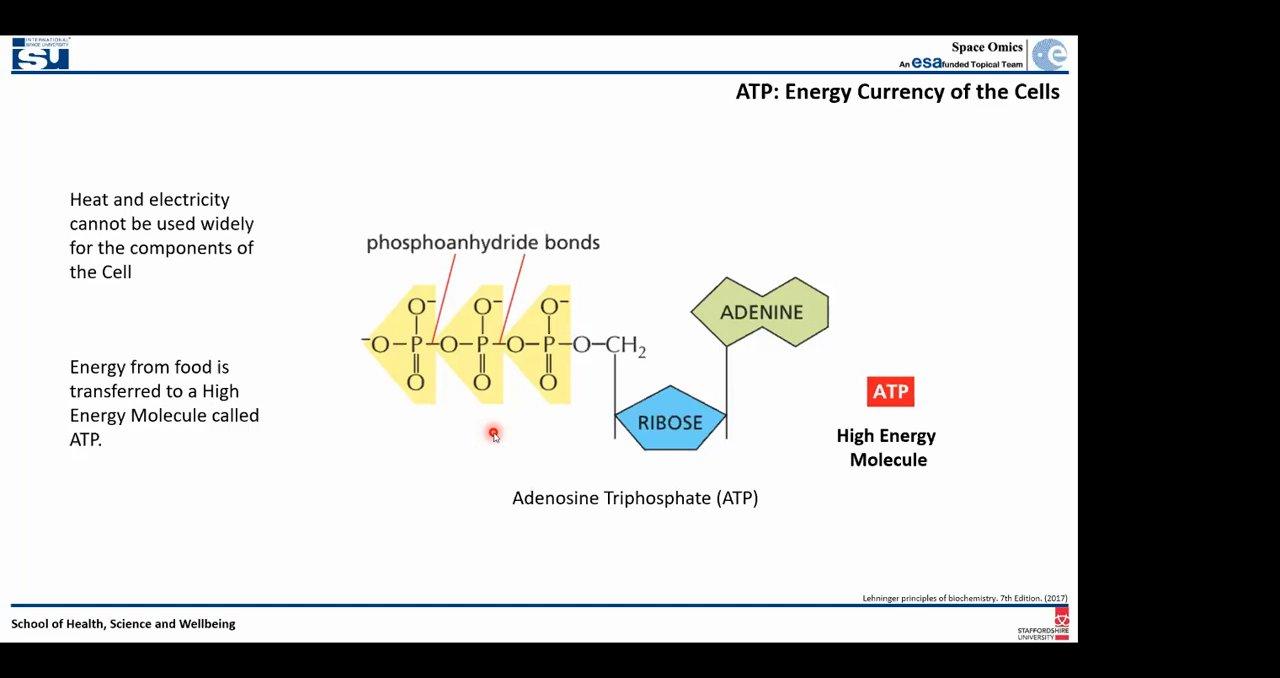 INTERNATIONAL
SPACE UNIVERSITY
ISU
Space Omics
An esa funded Topical Team
esa
ATP: Energy Currency of the Cells
Heat and electricity
cannot be used widely
for the components of
the Cell
Energy from food is
transferred to a High
Energy Molecule called
ATP.
phosphoanhydride bonds
O⁻ O⁻ O⁻
⁻O–P–O–P–O–P–O–CH₂
O O O
ADENINE
RIBOSE
Adenosine Triphosphate (ATP)
ATP
High Energy
Molecule
Lehninger principles of biochemistry. 7th Edition. (2017)
School of Health, Science and Wellbeing
STAFFORDSHIRE
UNIVERSITY